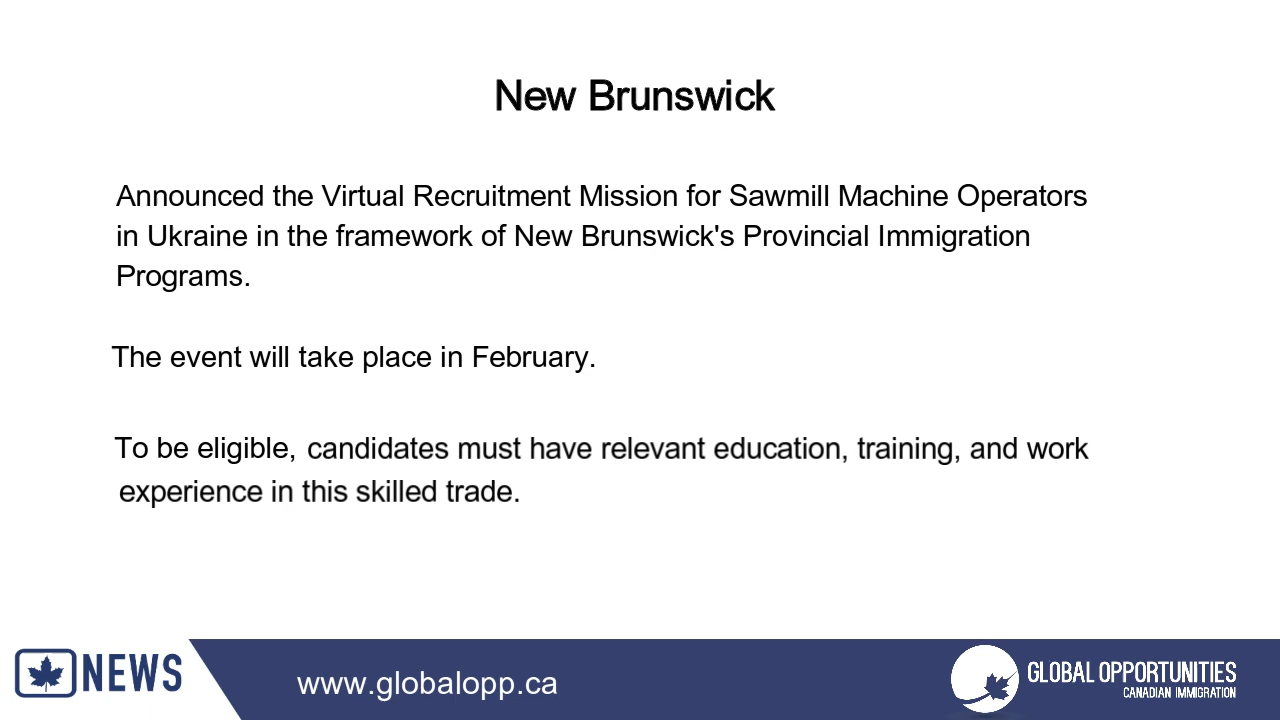 New Brunswick
Announced the Virtual Recruitment Mission for Sawmill Machine Operators
in Ukraine in the framework of New Brunswick's Provincial Immigration
Programs.
The event will take place in February.
To be eligible, candidates must have relevant education, training, and work
experience in this skilled trade.
NEWS
www.globalopp.ca
GLOBAL OPPORTUNITIES
CANADIAN IMMIGRATION